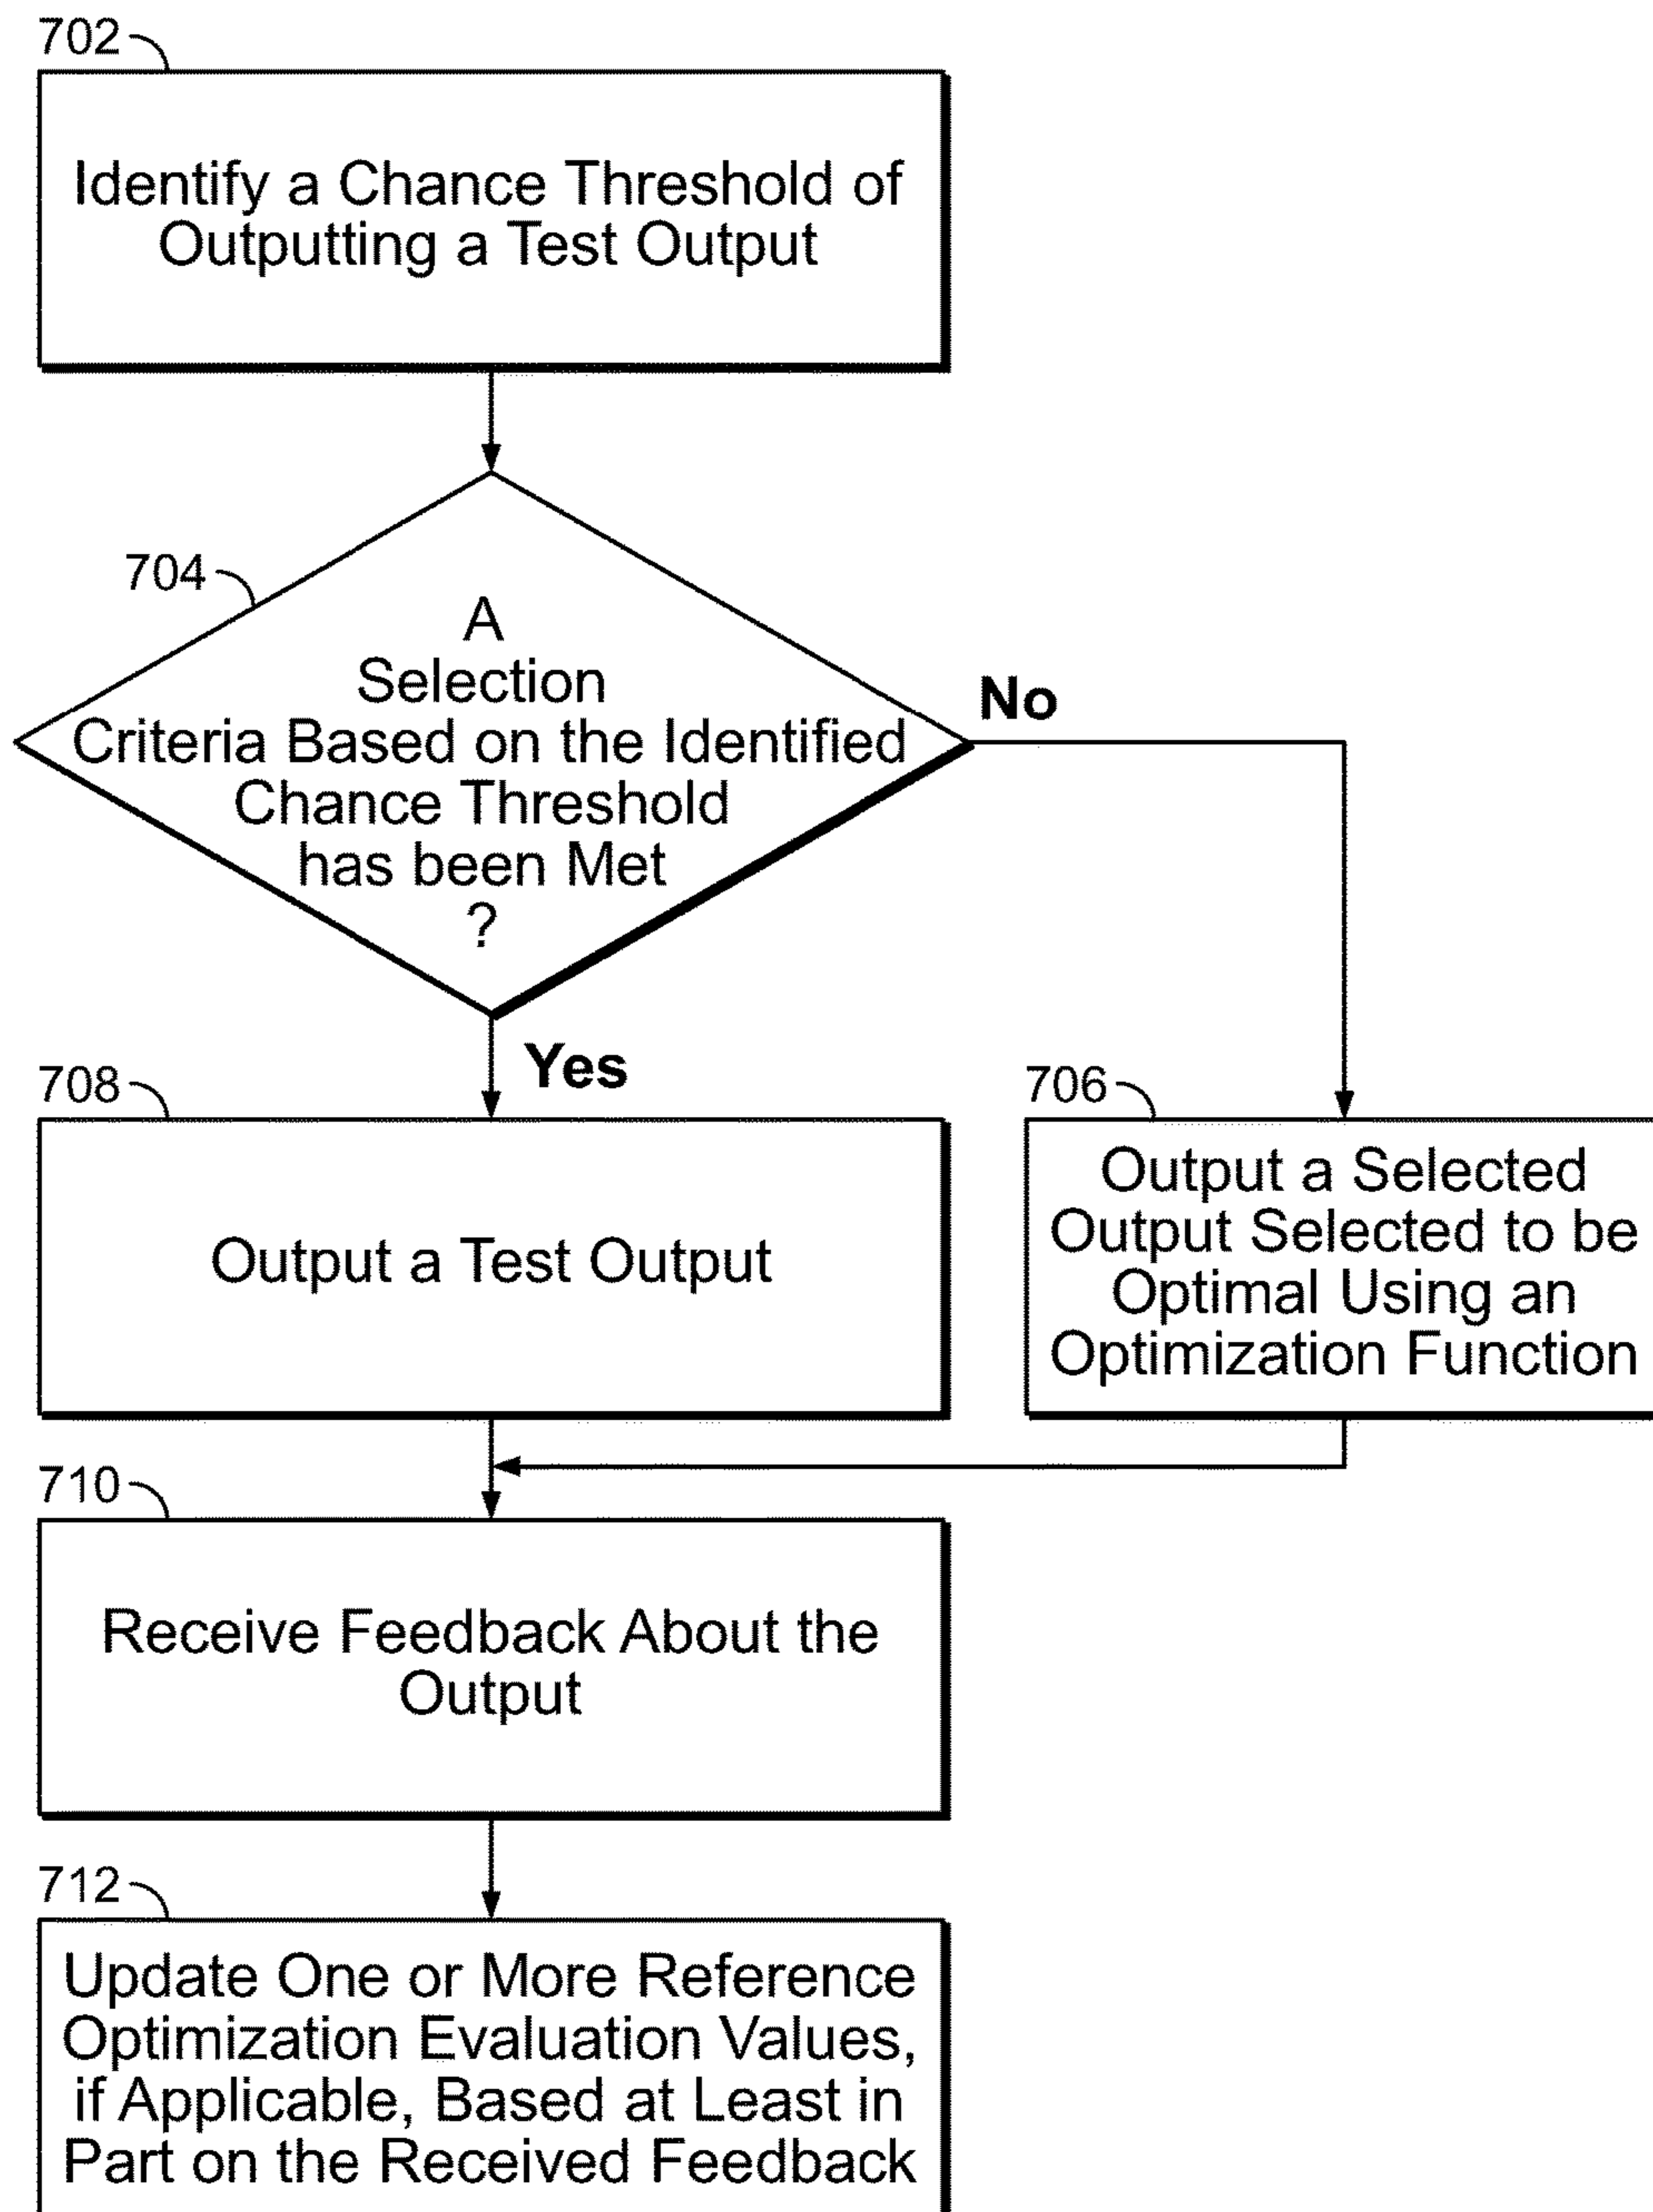 702
Identify a Chance Threshold of
Outputting a Test Output
704
A
Selection
Criteria Based on the Identified
Chance Threshold
has been Met
?
No
Yes
708
Output a Test Output
706
Output a Selected
Output Selected to be
Optimal Using an
Optimization Function
710
Receive Feedback About the
Output
712
Update One or More Reference
Optimization Evaluation Values,
if Applicable, Based at Least in
Part on the Received Feedback